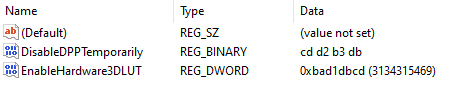 Name Type Data
(Default) REG_SZ (value not set)
DisableDPPTemporarily REG_BINARY cd d2 b3 db
EnableHardware3DLUT REG_DWORD 0xbad1dbcd (3134315469)